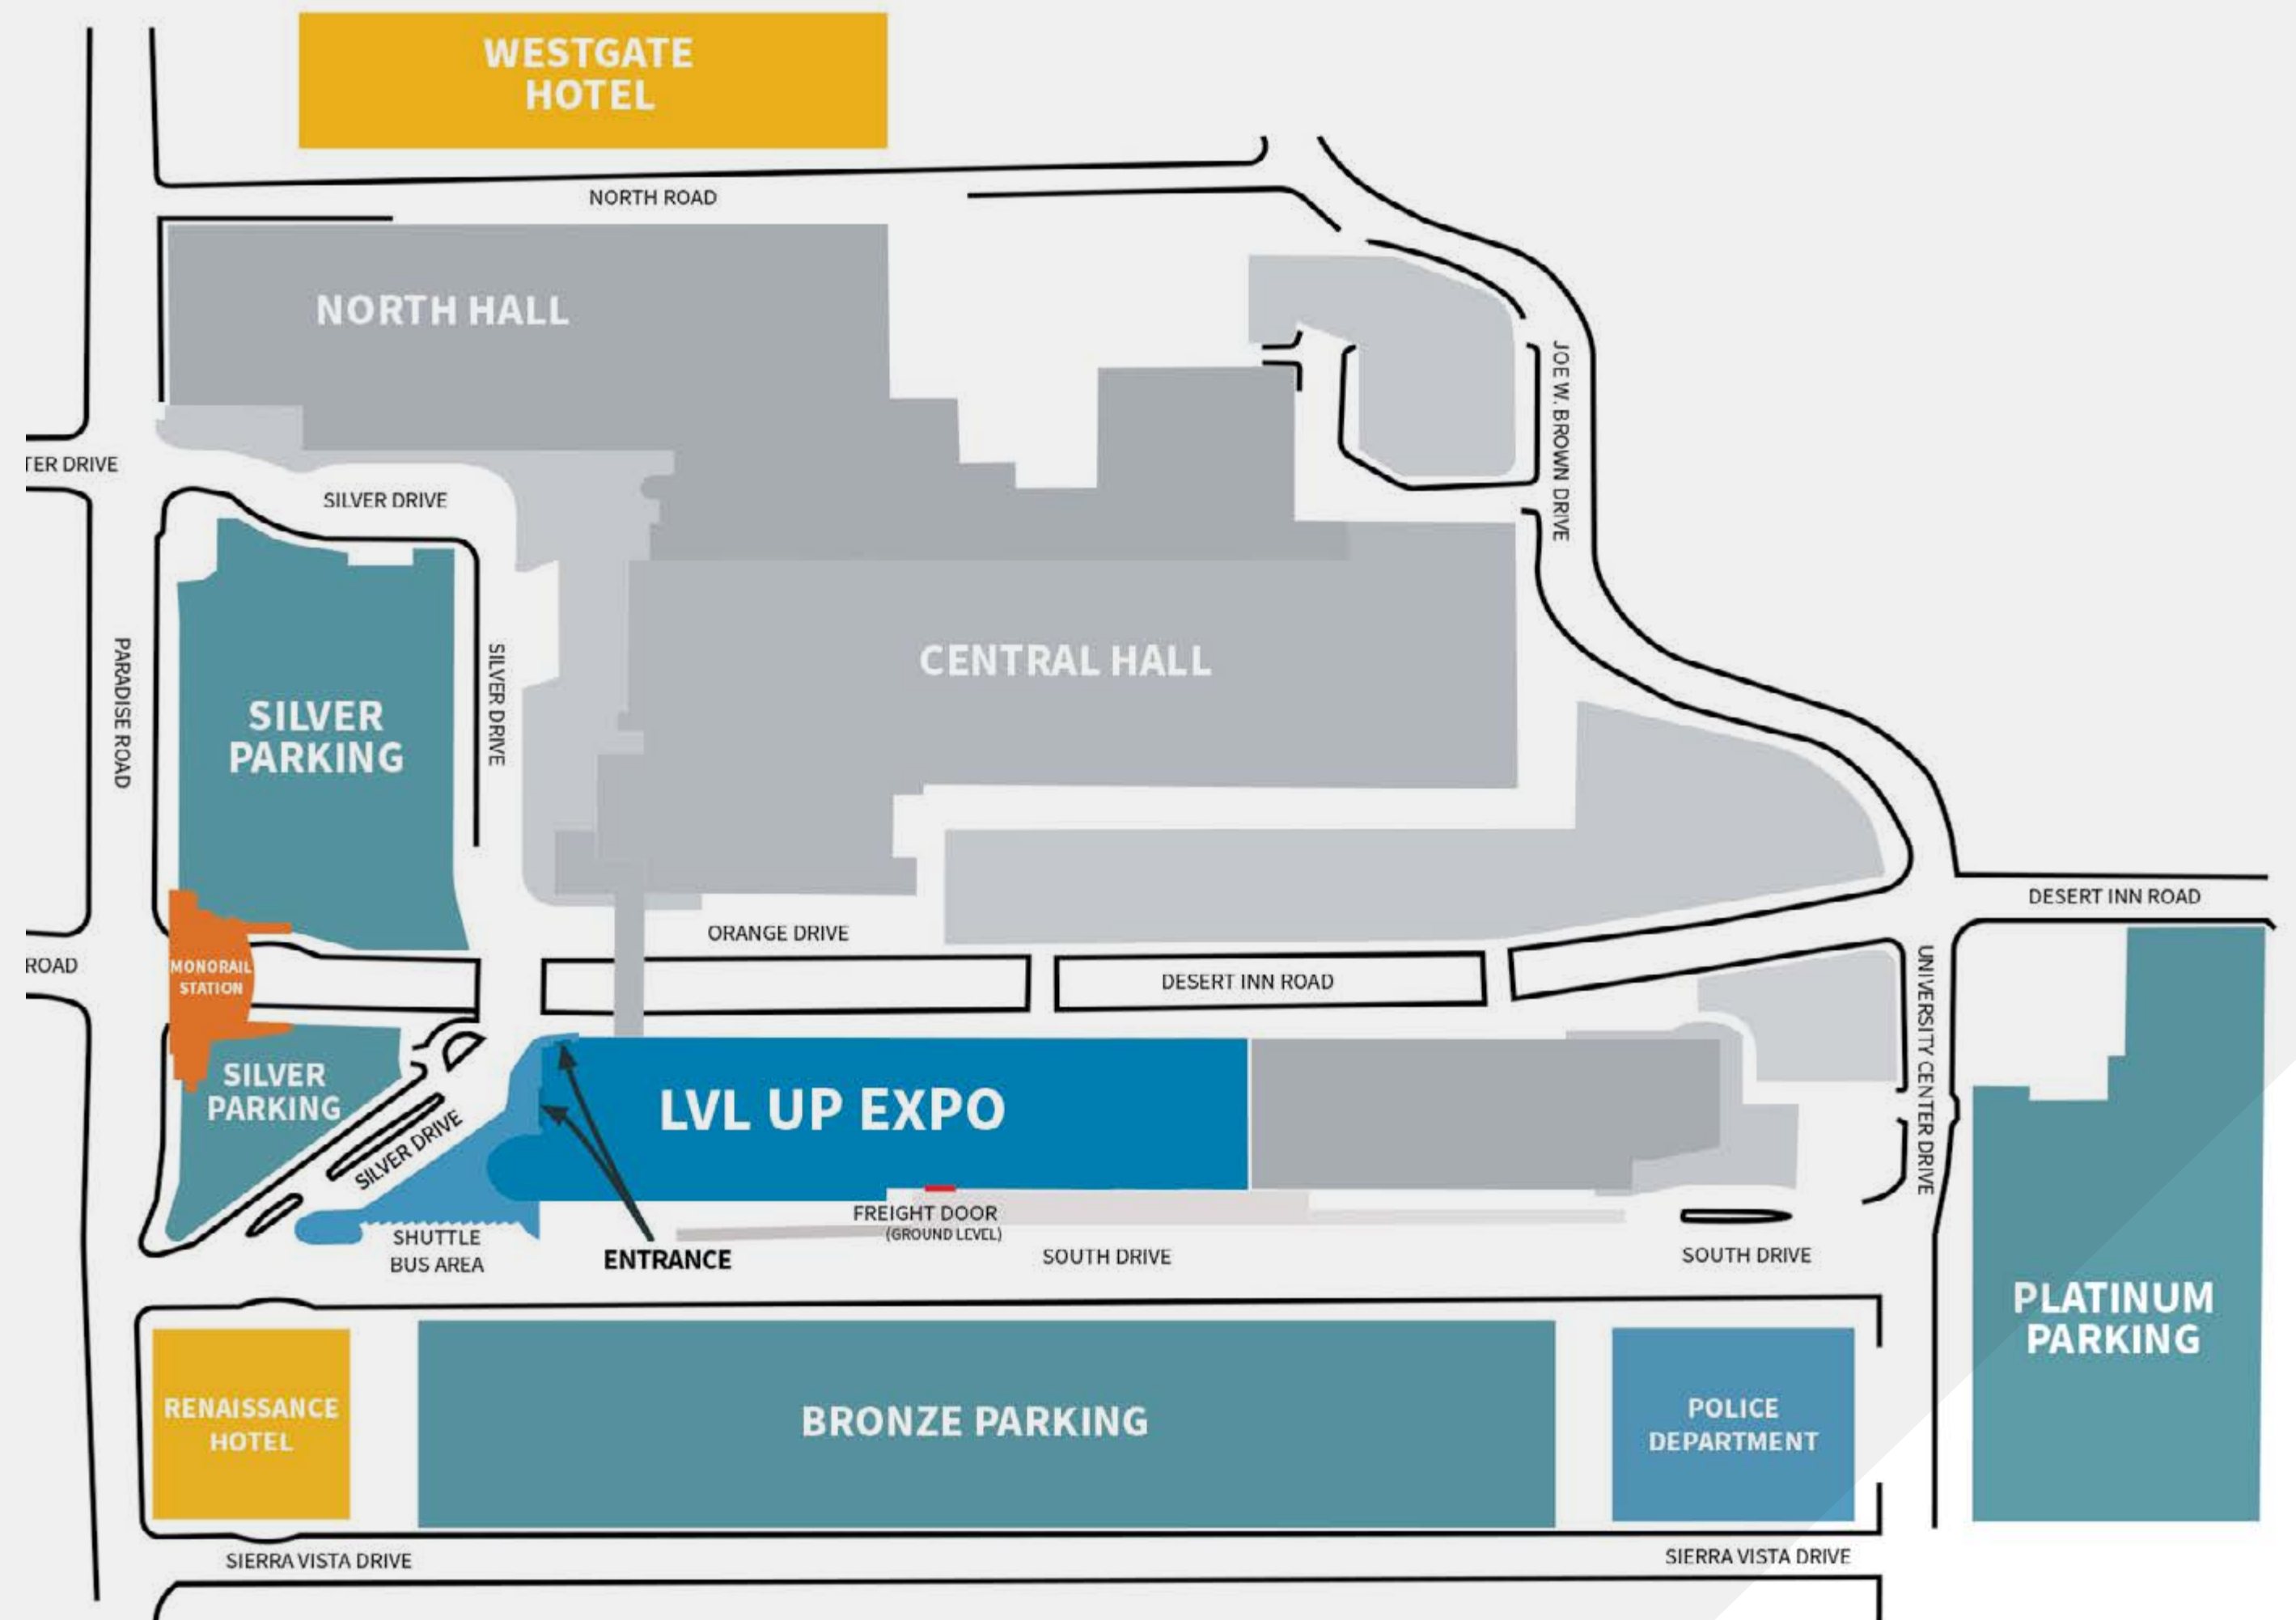 WESTGATE
HOTEL
NORTH ROAD
NORTH HALL
JOE W. BROWN DRIVE
TER DRIVE
SILVER DRIVE
PARADISE ROAD
SILVER DRIVE
CENTRAL HALL
SILVER
PARKING
DESERT INN ROAD
ORANGE DRIVE
ROAD
MONORAIL
STATION
DESERT INN ROAD
UNIVERSITY CENTER DRIVE
SILVER
PARKING
LVL UP EXPO
SILVER DRIVE
FREIGHT DOOR
(GROUND LEVEL)
SHUTTLE
BUS AREA
ENTRANCE
SOUTH DRIVE
SOUTH DRIVE
PLATINUM
PARKING
RENAISSANCE
HOTEL
BRONZE PARKING
POLICE
DEPARTMENT
SIERRA VISTA DRIVE
SIERRA VISTA DRIVE